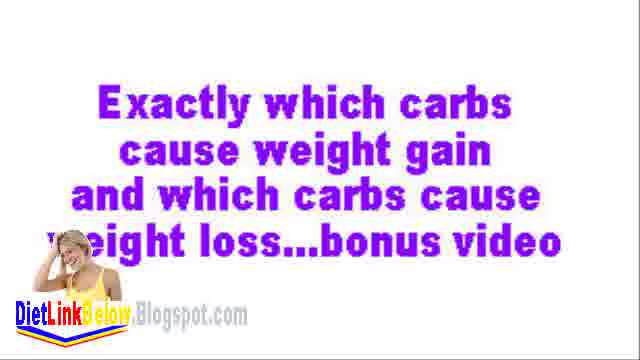 Exactly which carbs
cause weight gain
and which carbs cause
weight loss...bonus video
DietLinkBelow.Blogspot.com